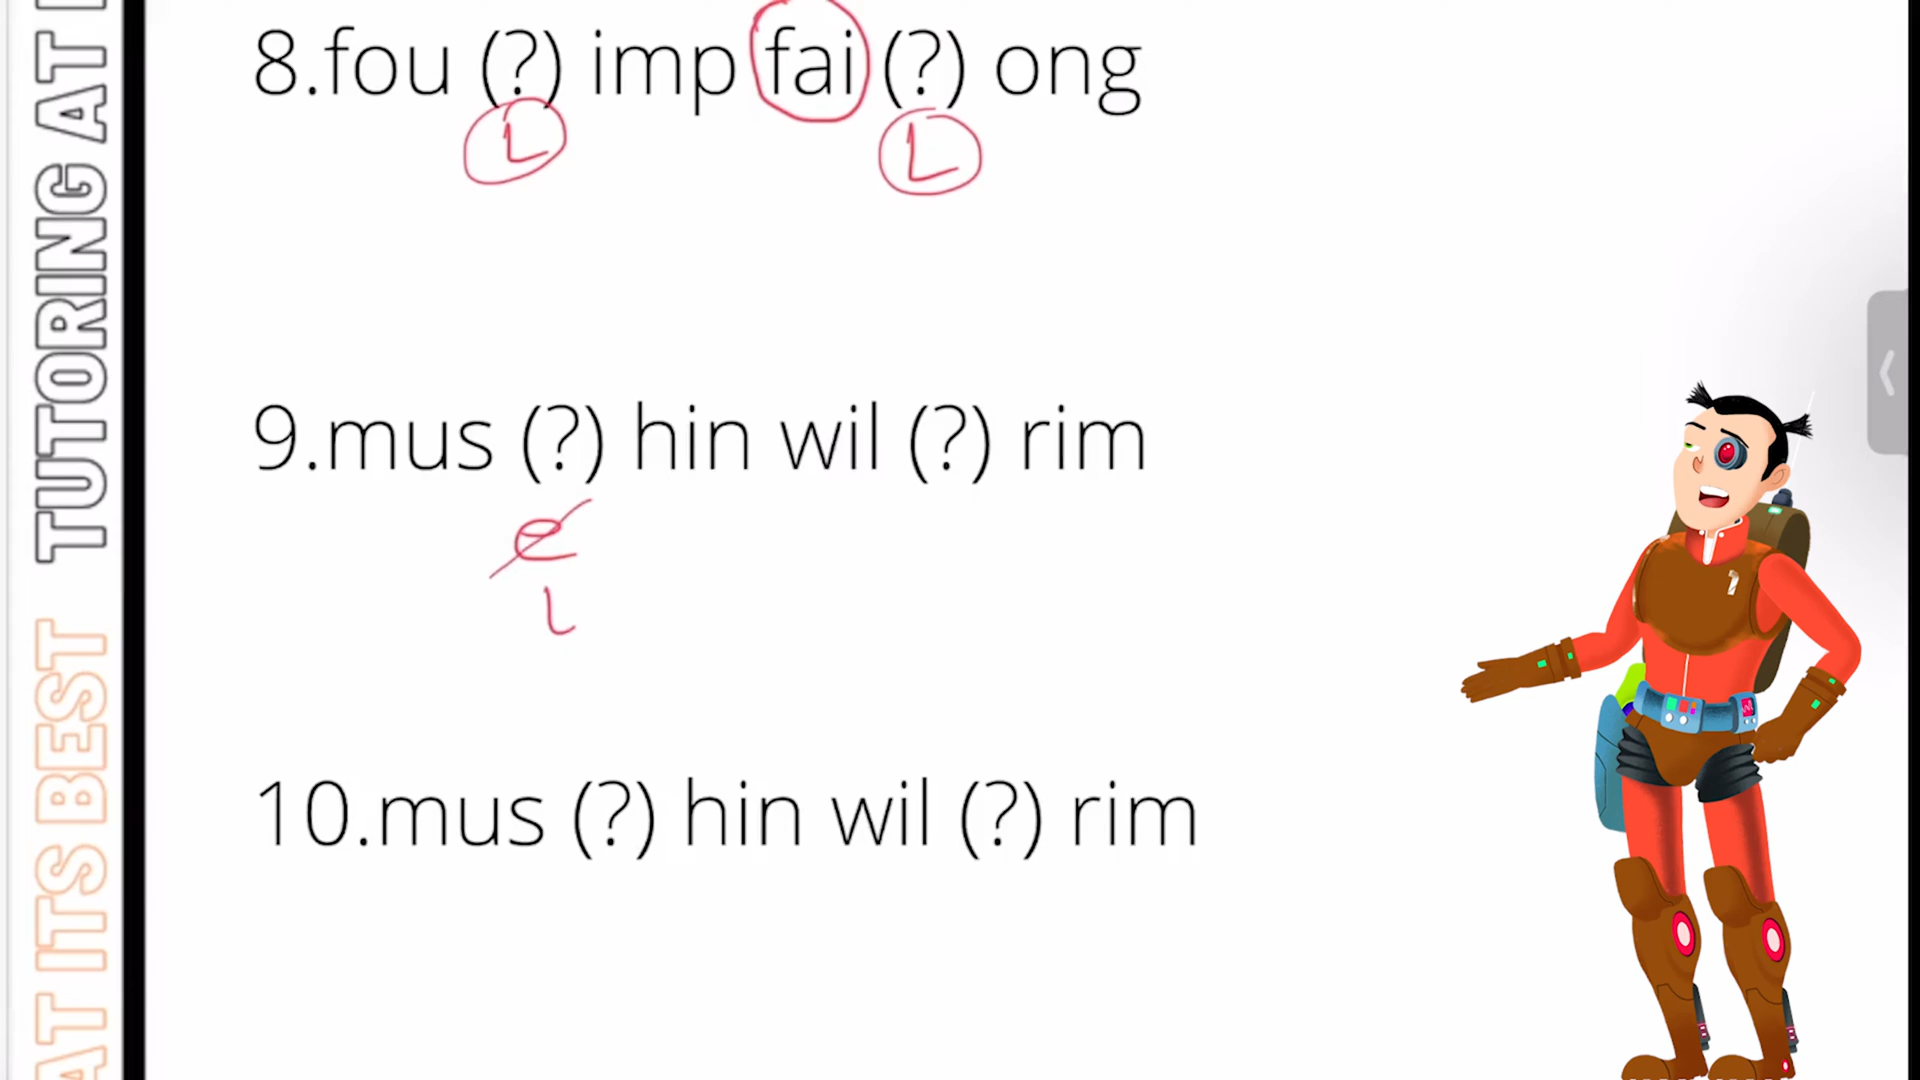 8.fou (?) imp fai (?) ong
L L
9.mus (?) hin wil (?) rim
e
L
10.mus (?) hin wil (?) rim
TUTORING AT
AT ITS BEST